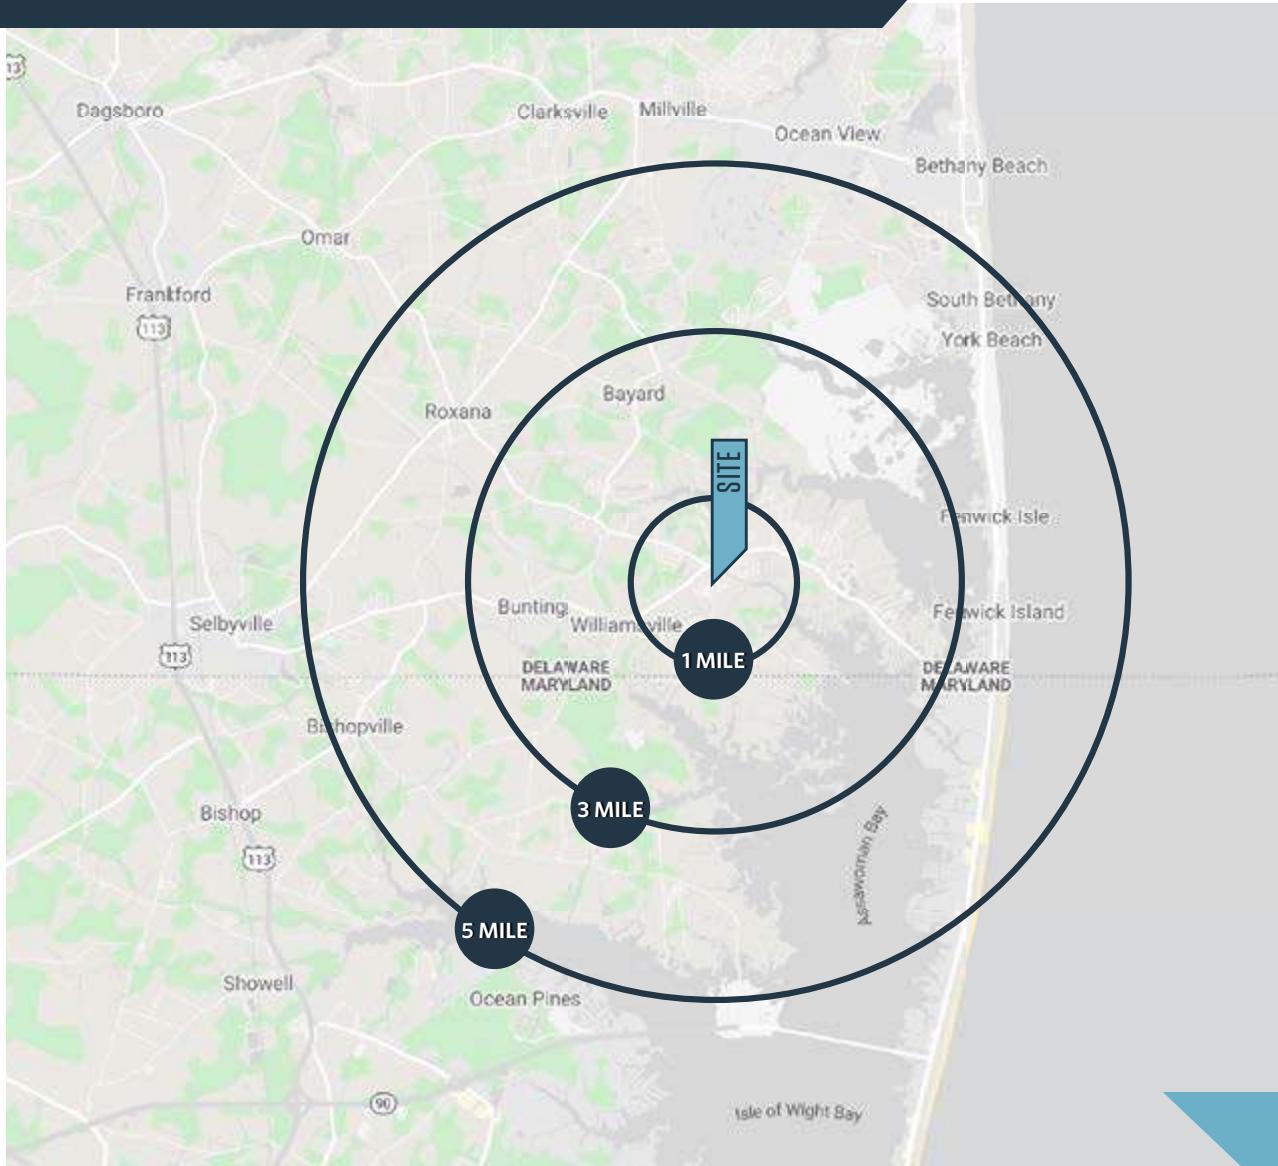 13
Dagsboro
Clarksville
Millville
Ocean View
Bethany Beach
Omar
Frankford
113
South Bethany
York Beach
Bayard
Roxana
SITE
Fenwick Isle
Bunting
Williamsville
Fenwick Island
Selbyville
113
1 MILE
DELAWARE
MARYLAND
DELAWARE
MARYLAND
Bishopville
3 MILE
Bishop
113
Assawoman Bay
5 MILE
Showell
Ocean Pines
90
Isle of Wight Bay